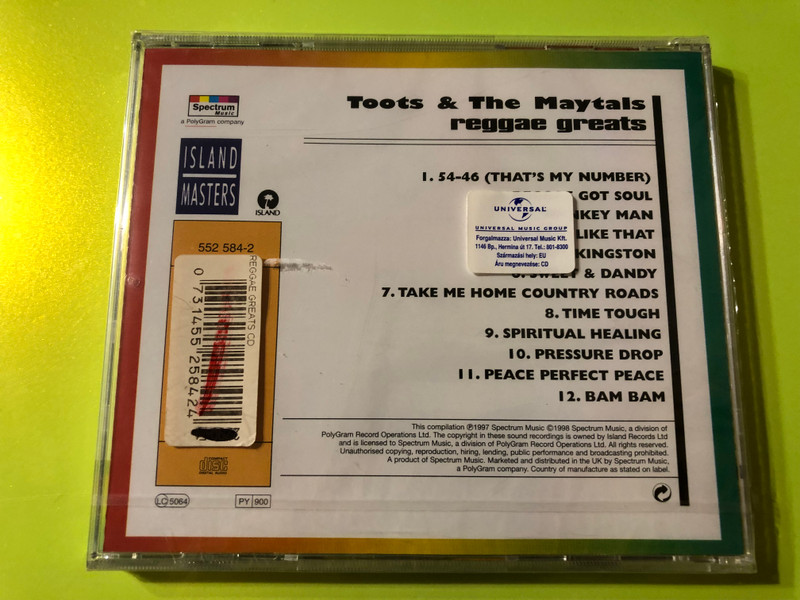 Toots & The Maytals
reggae greats
Spectrum
Music
a PolyGram company
ISLAND
MASTERS
ISLAND
1. 54-46 (THAT'S MY NUMBER)
GOT SOUL
MAN
LIKE THAT
KINGSTON
& DANDY
7. TAKE ME HOME COUNTRY ROADS
8. TIME TOUGH
9. SPIRITUAL HEALING
10. PRESSURE DROP
11. PEACE PERFECT PEACE
12. BAM BAM
UNIVERSAL
UNIVERSAL MUSIC GROUP
Forgalmazza: Universal Music Kft.
1146 Bp., Hermina út 17. Tel.: 801-8300
Származási hely: EU
Áru megnevezése: CD
552 584-2
REGGAE GREATS CD
0 731455 258424
COMPACT
disc
DIGITAL AUDIO
This compilation ℗1997 Spectrum Music ©1998 Spectrum Music, a division of
PolyGram Record Operations Ltd. The copyright in these sound recordings is owned by Island Records Ltd
and is licensed to Spectrum Music, a division of PolyGram Record Operations Ltd. All rights reserved.
Unauthorised copying, reproduction, hiring, lending, public performance and broadcasting prohibited.
A product of Spectrum Music. Marketed and distributed in the UK by Spectrum Music,
a PolyGram company. Country of manufacture as stated on label.
LC 5064
PY 900